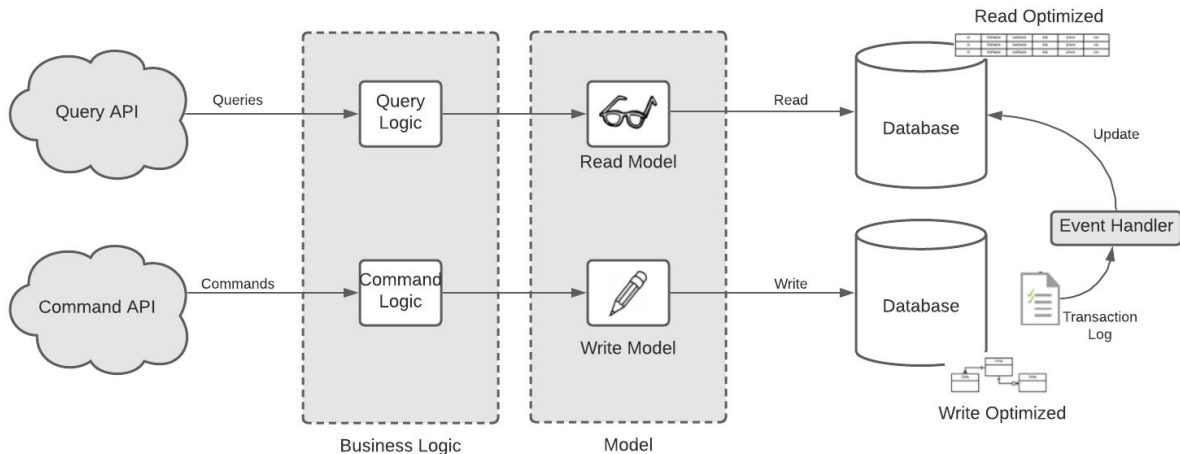 Read Optimized
Query API
Queries
Query
Logic
Read Model
Read
Database
Update
Event Handler
Command API
Commands
Command
Logic
Write Model
Write
Database
Transaction
Log
Write Optimized
Business Logic
Model